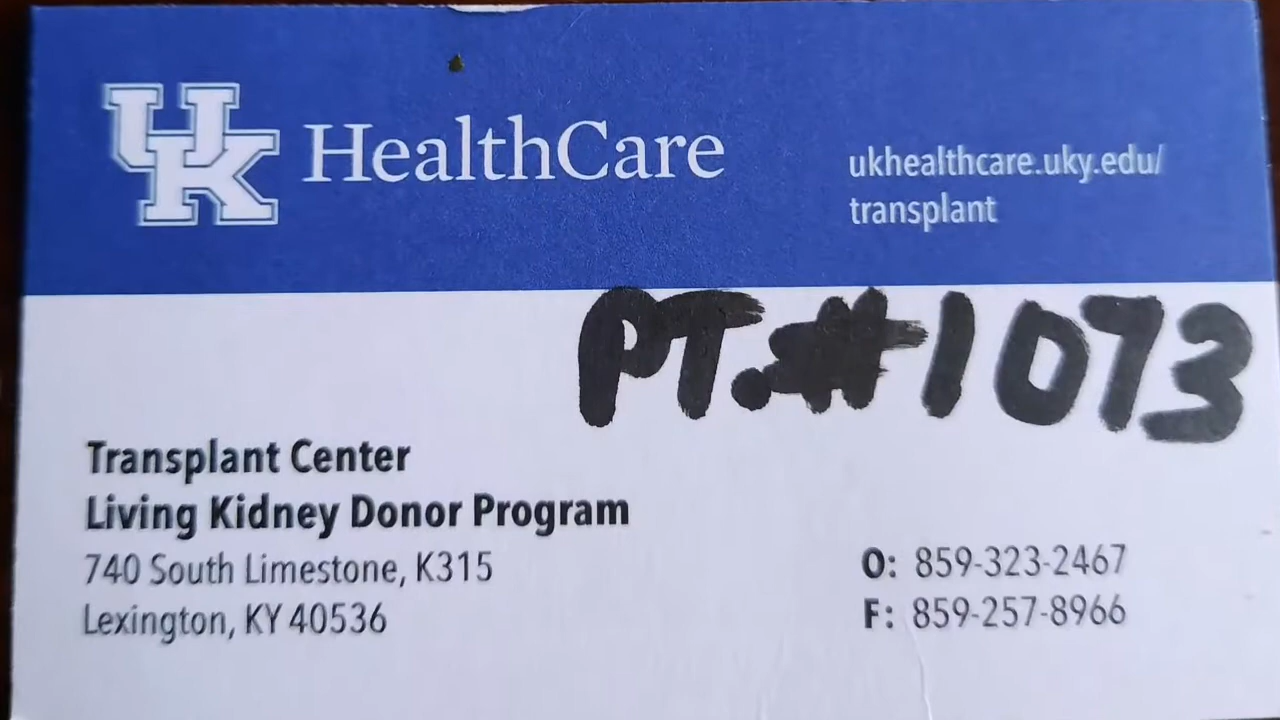 UK HealthCare
ukhealthcare.uky.edu/
transplant
PT.#1073
Transplant Center
Living Kidney Donor Program
740 South Limestone, K315
Lexington, KY 40536
O: 859-323-2467
F: 859-257-8966